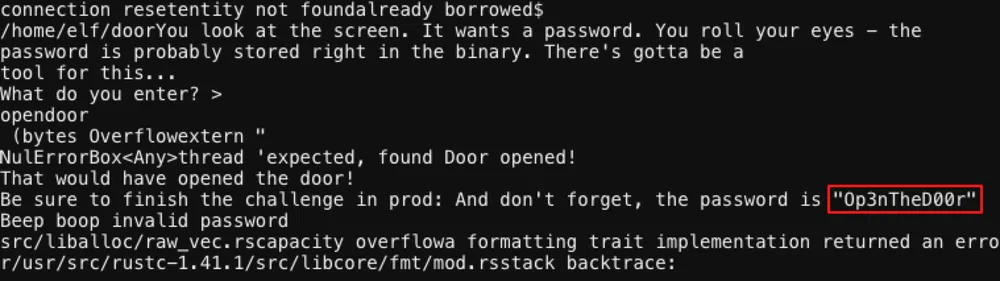 connection resetentity not foundalready borrowed$
/home/elf/doorYou look at the screen. It wants a password. You roll your eyes - the
password is probably stored right in the binary. There's gotta be a
tool for this...
What do you enter? >
opendoor
 (bytes Overflowextern "
NulErrorBox<Any>thread 'expected, found Door opened!
That would have opened the door!
Be sure to finish the challenge in prod: And don't forget, the password is "Op3nTheD00r"
Beep boop invalid password
src/liballoc/raw_vec.rscapacity overflowa formatting trait implementation returned an erro
r/usr/src/rustc-1.41.1/src/libcore/fmt/mod.rsstack backtrace: